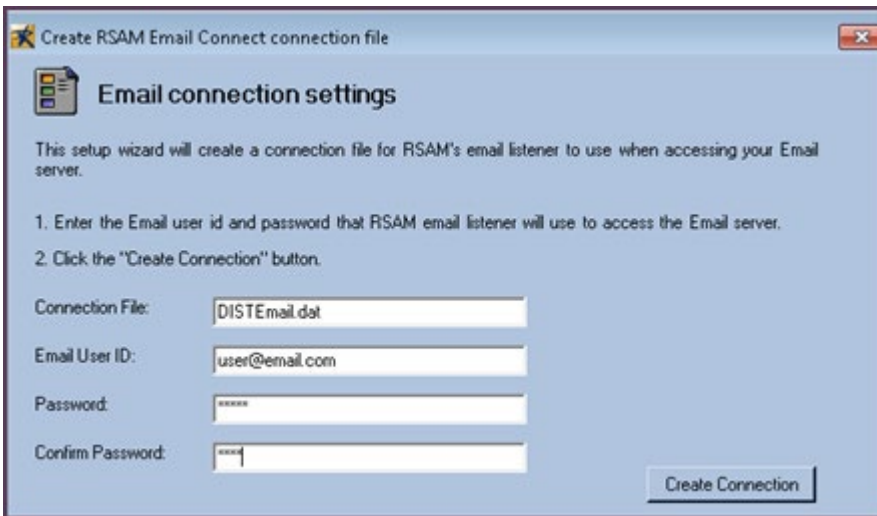 Create RSAM Email Connect connection file
Email connection settings
This setup wizard will create a connection file for RSAM's email listener to use when accessing your Email
server.
1. Enter the Email user id and password that RSAM email listener will use to access the Email server.
2. Click the "Create Connection" button.
Connection File: DISTEmail.dat
Email User ID: user@email.com
Password: *****
Confirm Password: ****
Create Connection